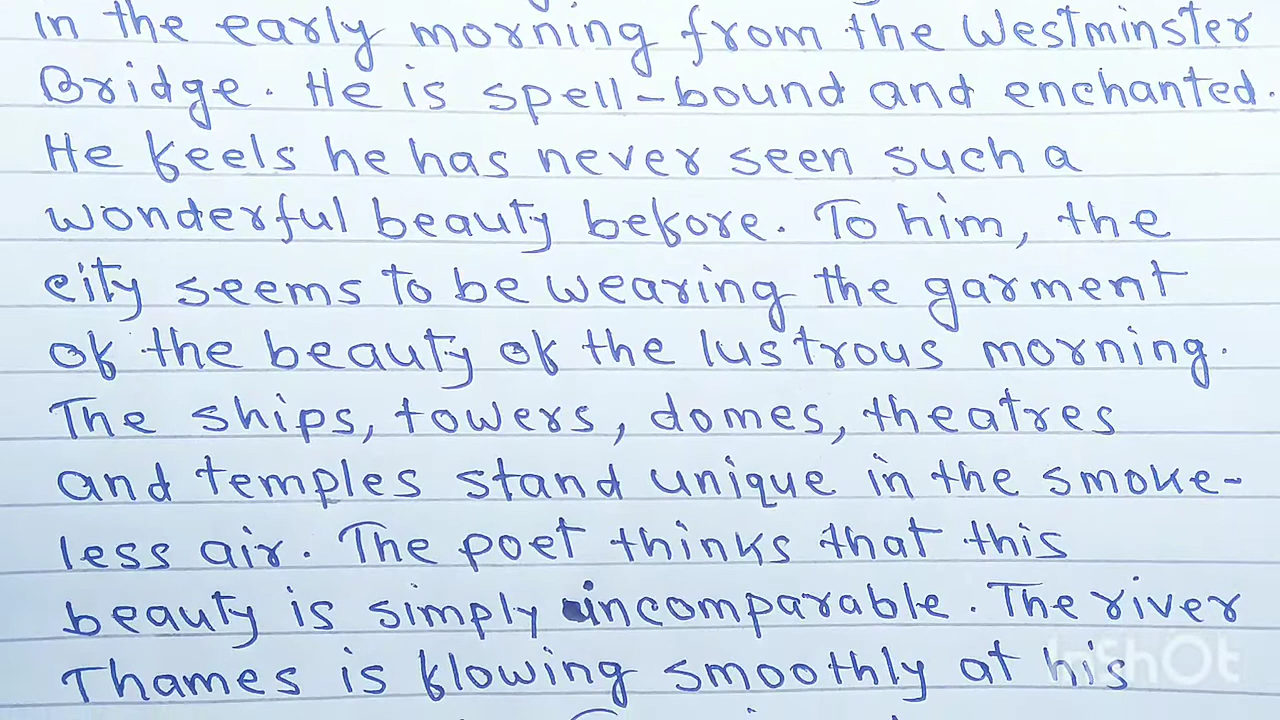 in the early morning from the Westminster
Bridge. He is spell-bound and enchanted.
He feels he has never seen such a
wonderful beauty before. To him, the
city seems to be wearing the garment
of the beauty of the lustrous morning.
The ships, towers, domes, theatres
and temples stand unique in the smoke-
less air. The poet thinks that this
beauty is simply incomparable. The river
Thames is flowing smoothly at his
InShOt